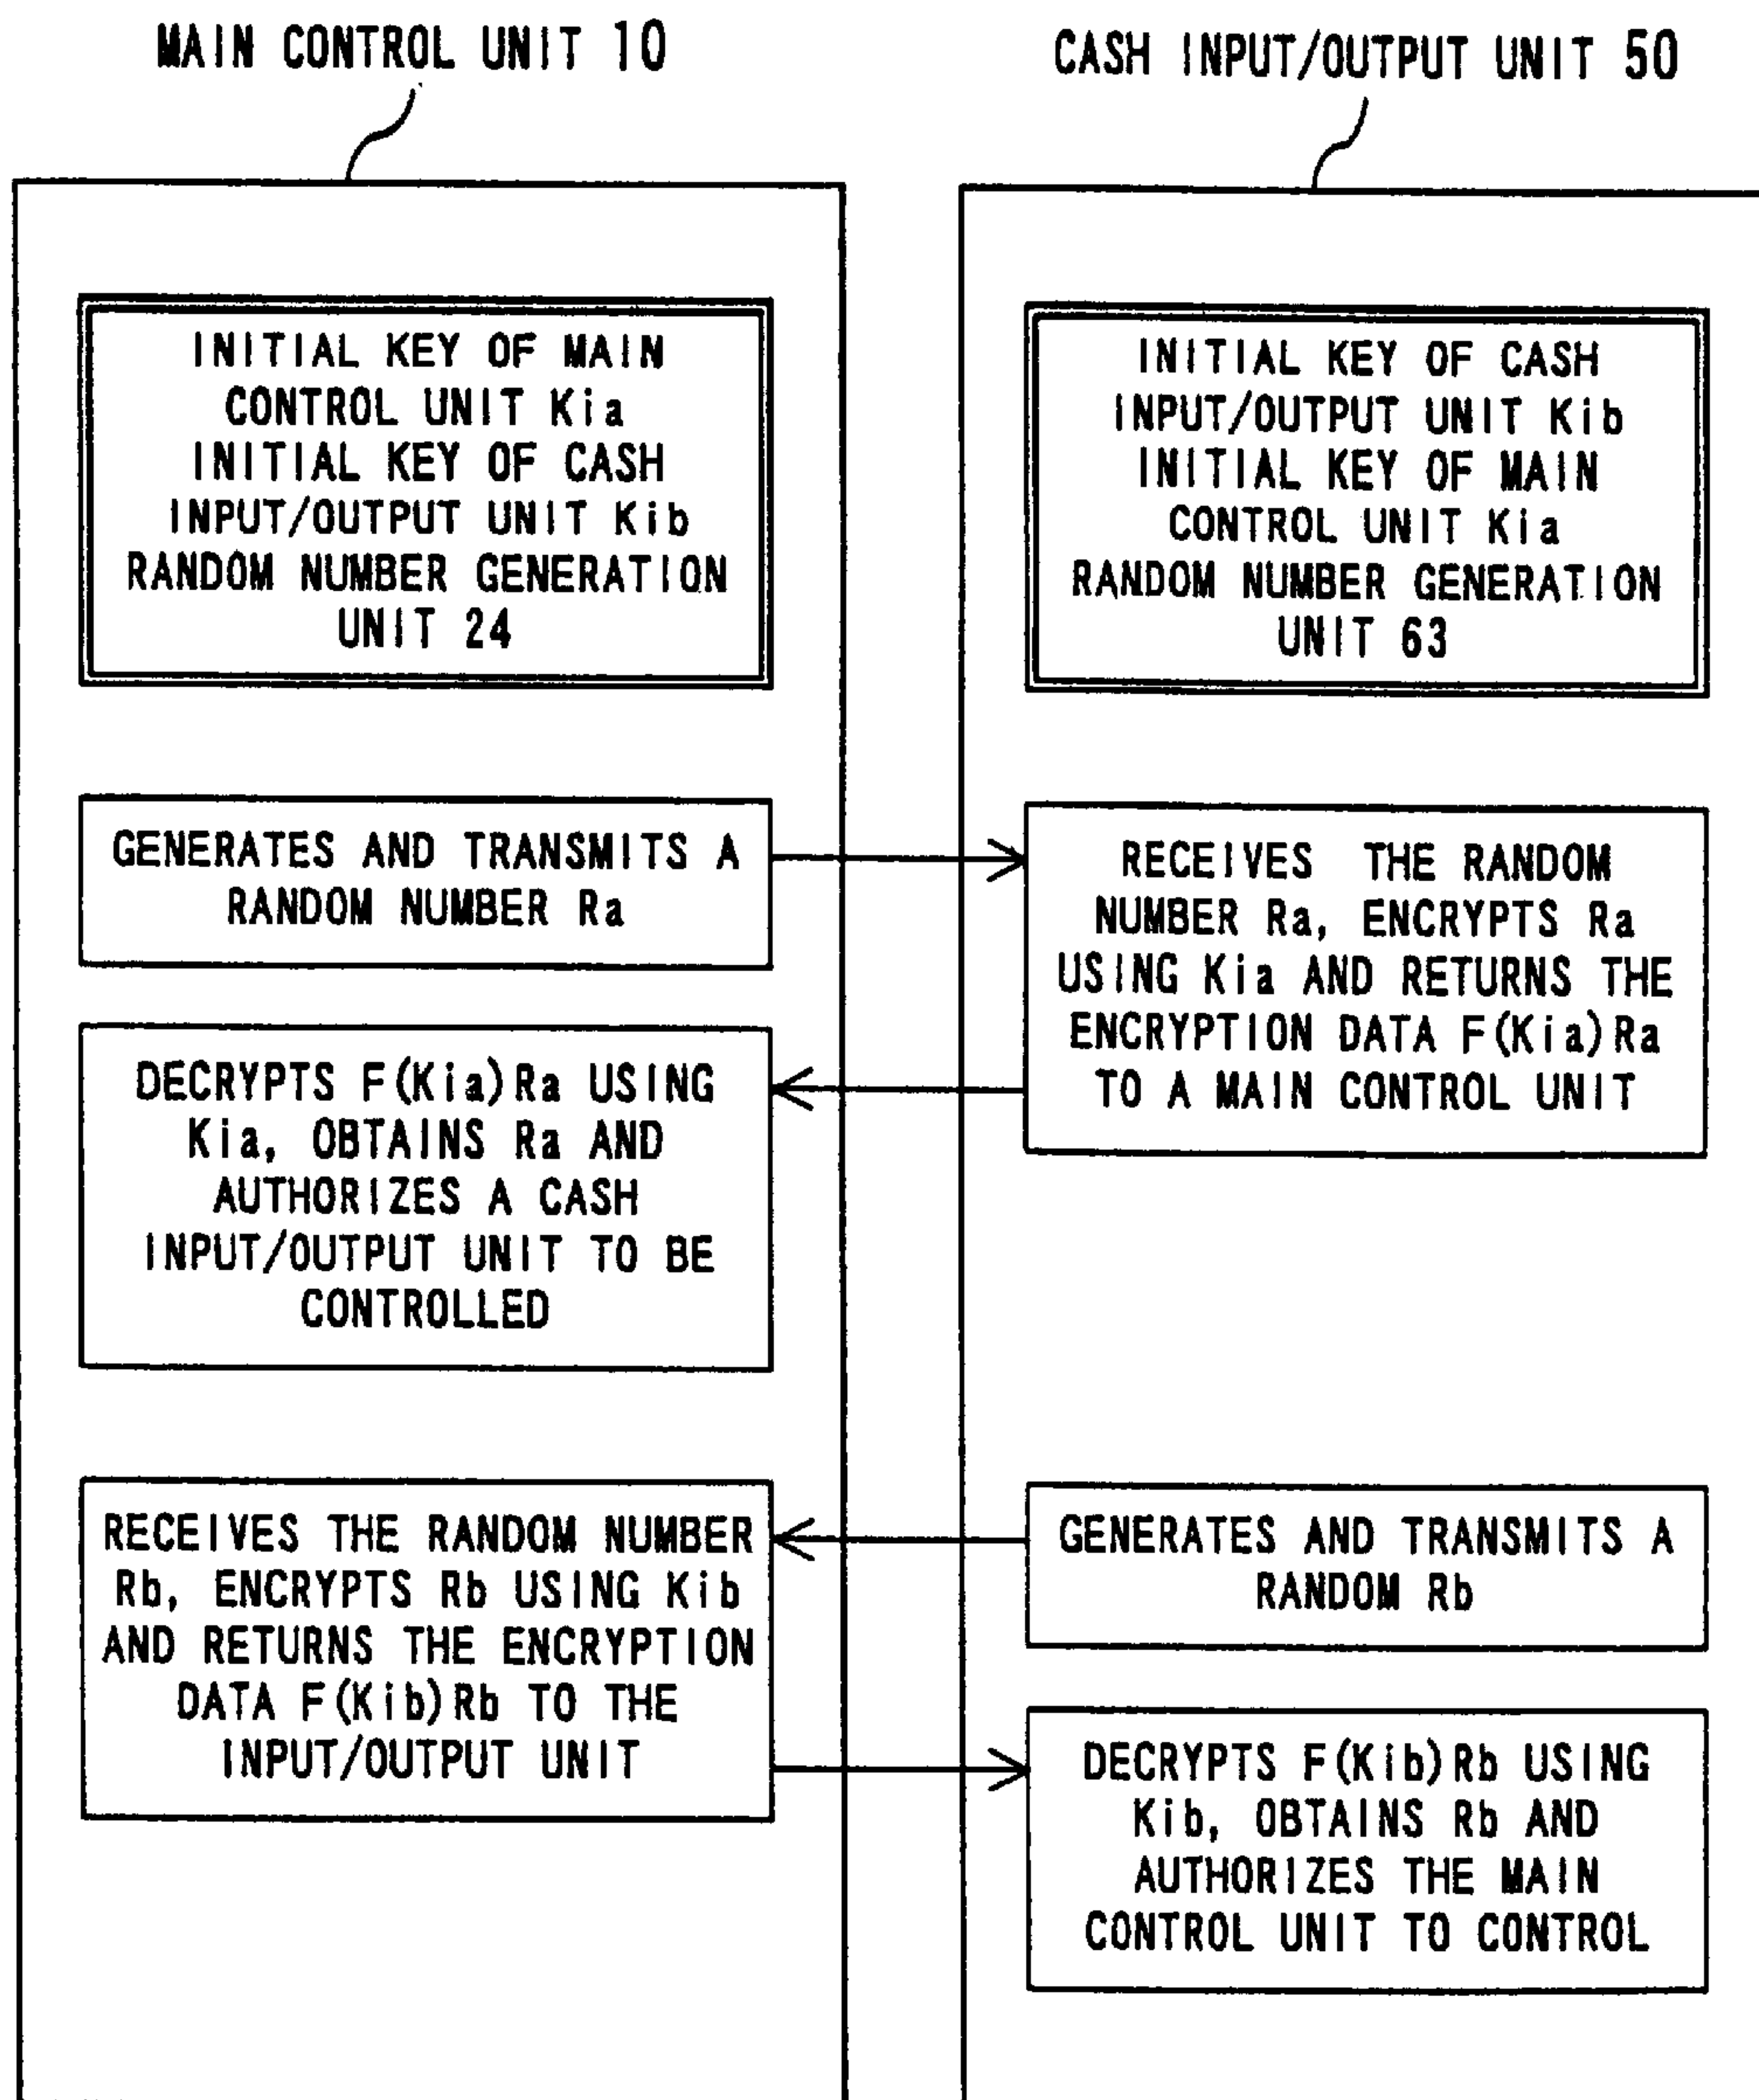 MAIN CONTROL UNIT 10
CASH INPUT/OUTPUT UNIT 50
INITIAL KEY OF MAIN
CONTROL UNIT Kia
INITIAL KEY OF CASH
INPUT/OUTPUT UNIT Kib
RANDOM NUMBER GENERATION
UNIT 24
INITIAL KEY OF CASH
INPUT/OUTPUT UNIT Kib
INITIAL KEY OF MAIN
CONTROL UNIT Kia
RANDOM NUMBER GENERATION
UNIT 63
GENERATES AND TRANSMITS A
RANDOM NUMBER Ra
RECEIVES THE RANDOM
NUMBER Ra, ENCRYPTS Ra
USING Kia AND RETURNS THE
ENCRYPTION DATA F(Kia)Ra
TO A MAIN CONTROL UNIT
DECRYPTS F(Kia)Ra USING
Kia, OBTAINS Ra AND
AUTHORIZES A CASH
INPUT/OUTPUT UNIT TO BE
CONTROLLED
GENERATES AND TRANSMITS A
RANDOM Rb
RECEIVES THE RANDOM NUMBER
Rb, ENCRYPTS Rb USING Kib
AND RETURNS THE ENCRYPTION
DATA F(Kib)Rb TO THE
INPUT/OUTPUT UNIT
DECRYPTS F(Kib)Rb USING
Kib, OBTAINS Rb AND
AUTHORIZES THE MAIN
CONTROL UNIT TO CONTROL